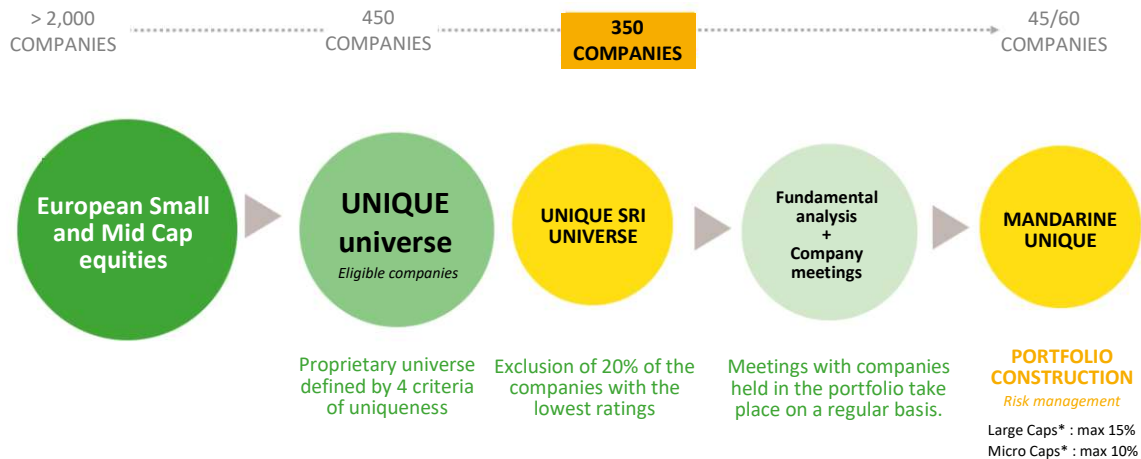 > 2,000
COMPANIES
450
COMPANIES
350
COMPANIES
45/60
COMPANIES
European Small
and Mid Cap
equities
UNIQUE
universe
Eligible companies
UNIQUE SRI
UNIVERSE
Fundamental
analysis
+
Company
meetings
MANDARINE
UNIQUE
Proprietary universe
defined by 4 criteria
of uniqueness
Exclusion of 20% of the
companies with the
lowest ratings
Meetings with companies
held in the portfolio take
place on a regular basis.
PORTFOLIO
CONSTRUCTION
Risk management
Large Caps* : max 15%
Micro Caps* : max 10%